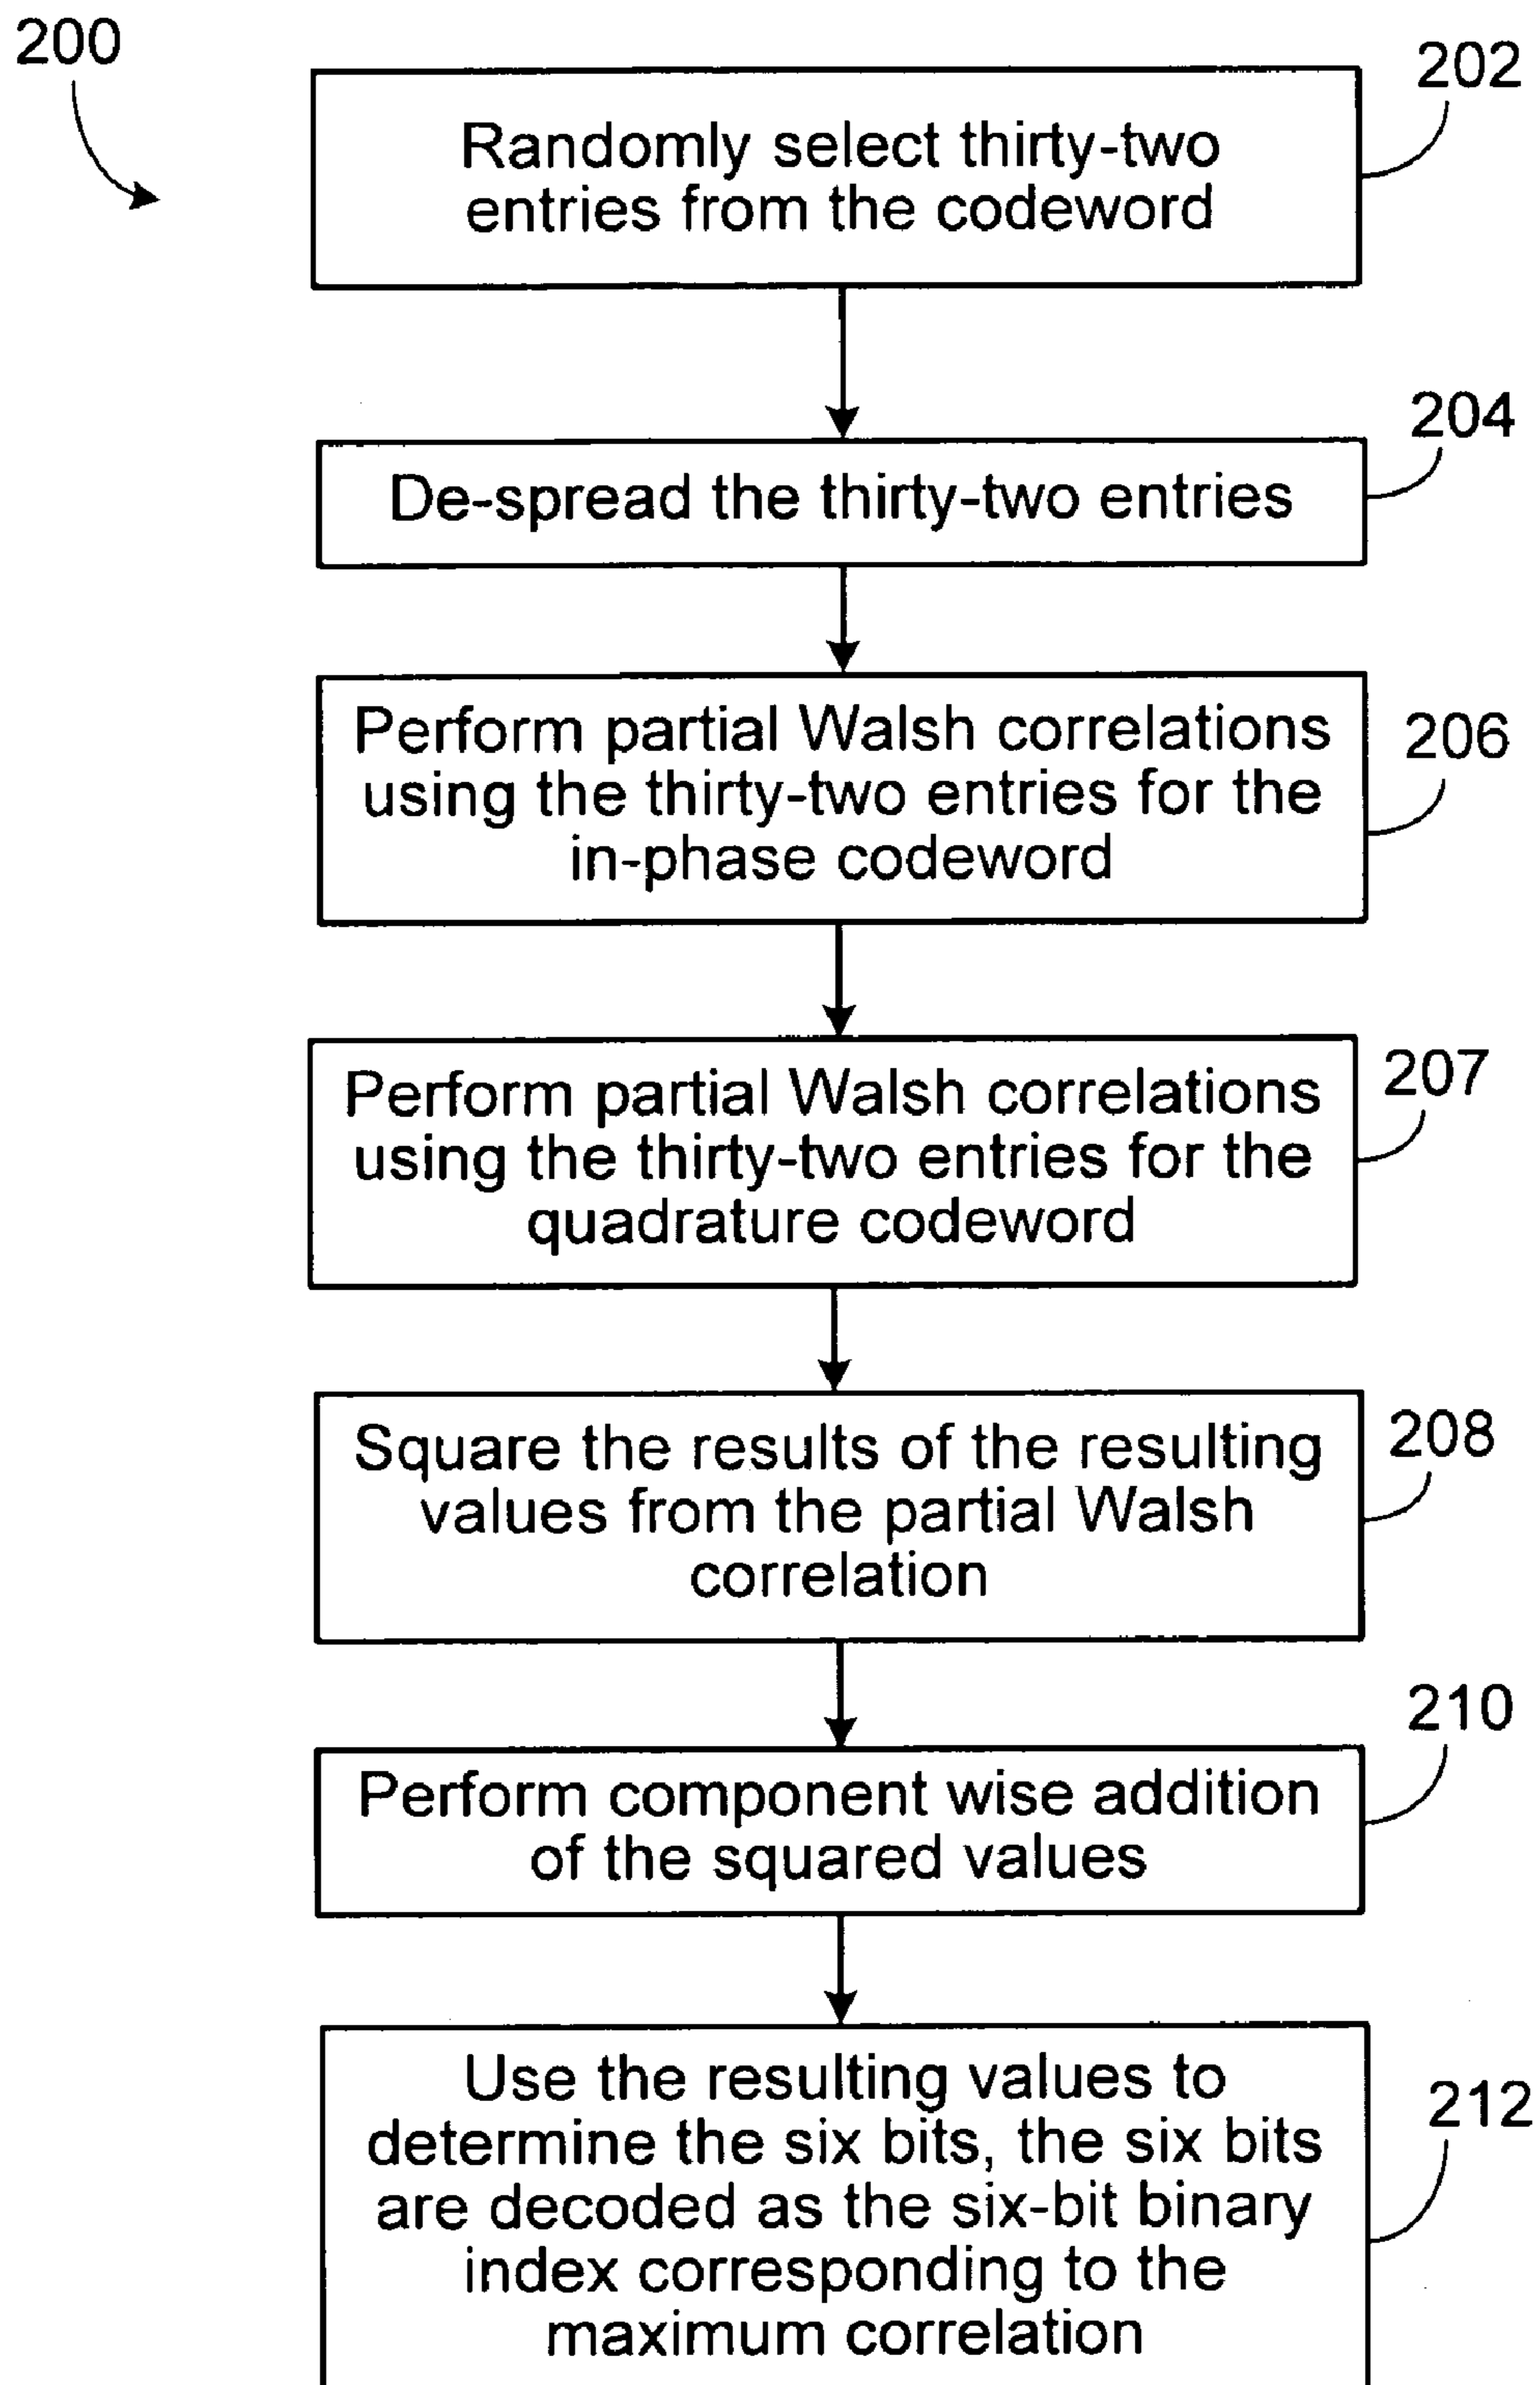 200
202
Randomly select thirty-two
entries from the codeword
204
De-spread the thirty-two entries
206
Perform partial Walsh correlations
using the thirty-two entries for the
in-phase codeword
207
Perform partial Walsh correlations
using the thirty-two entries for the
quadrature codeword
208
Square the results of the resulting
values from the partial Walsh
correlation
210
Perform component wise addition
of the squared values
212
Use the resulting values to
determine the six bits, the six bits
are decoded as the six-bit binary
index corresponding to the
maximum correlation